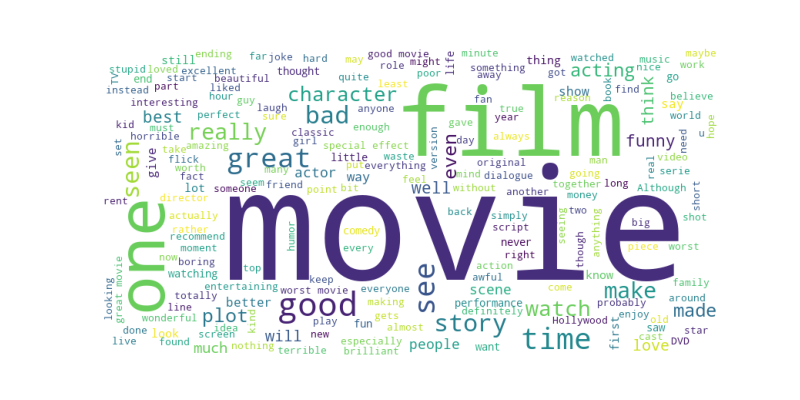 still
ending
far
joke
hard
may
good movie
minute
watched
music
maybe
stupid
loved
excellent
thought
role
might
life
something
thing
nice
work
TV
end
start
beautiful
quite
least
poor
away
got
acting
book
go
instead
part
liked
character
film
show
find
think
believe
interesting
hour
guy
laugh
sure
anyone
fan
true
reason
say
world
kid
best
perfect
bad
classic
enough
version
gave
year
always
hope
must
really
girl
day
funny
need
u
horrible
amazing
set
seen
give
take
special effect
even
original
man
real
video
flick
worth
great
little
waste
dialogue
going
serie
fact
many
actor
way
put
everything
mind
together
long
Although
short
lot
seem
friend
bit
feel
well
without
another
money
rent
someone
point
movie
director
one
actually
back
simply
two
seeing
anything
big
shot
rather
humor
comedy
script
though
piece
worst
recommend
moment
every
never
right
now
boring
top
action
know
watching
keep
everyone
see
awful
come
family
entertaining
worst movie
scene
make
looking
totally
better
good
making
performance
watch
probably
around
great movie
line
plot
gets
definitely
Hollywood
first
enjoy
old
made
wonderful
idea
kind
play
fun
almost
story
time
saw
cast
star
done
look
screen
will
new
love
DVD
live
found
much
nothing
terrible
especially
brilliant
people
want